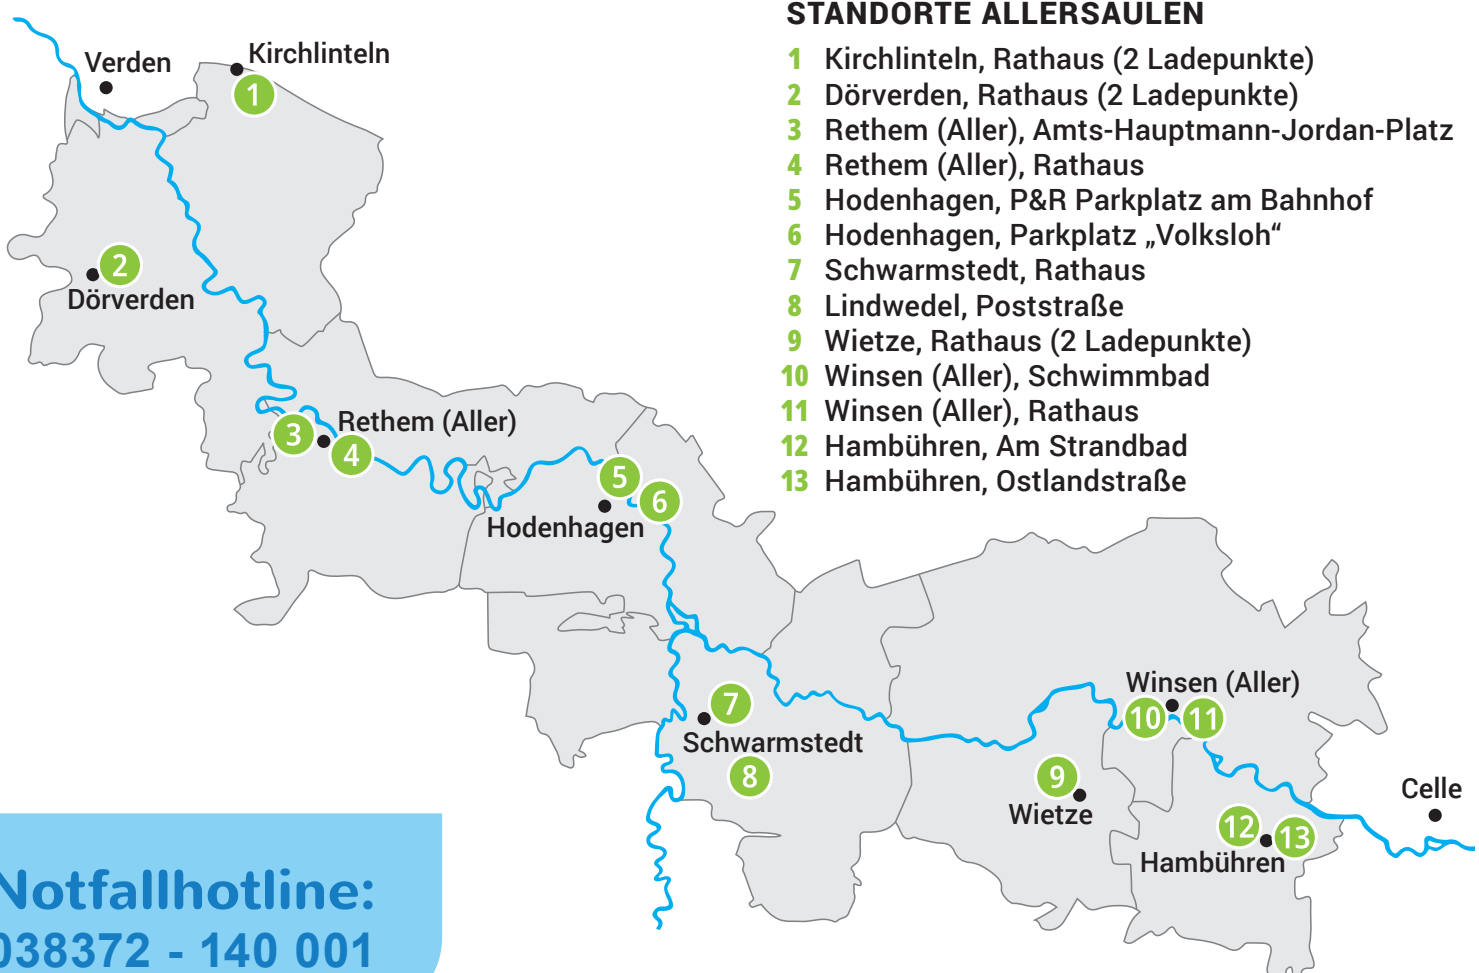 STANDORTE ALLERSÄULEN
1 Kirchlinteln, Rathaus (2 Ladepunkte)
2 Dörverden, Rathaus (2 Ladepunkte)
3 Rethem (Aller), Amts-Hauptmann-Jordan-Platz
4 Rethem (Aller), Rathaus
5 Hodenhagen, P&R Parkplatz am Bahnhof
6 Hodenhagen, Parkplatz „Volksloh“
7 Schwarmstedt, Rathaus
8 Lindwedel, Poststraße
9 Wietze, Rathaus (2 Ladepunkte)
10 Winsen (Aller), Schwimmbad
11 Winsen (Aller), Rathaus
12 Hambühren, Am Strandbad
13 Hambühren, Ostlandstraße
Kirchlinteln
Verden
1
2
Dörverden
Rethem (Aller)
3
4
5
6
Hodenhagen
7
Schwarmstedt
8
Winsen (Aller)
10
11
9
Wietze
Celle
12
13
Hambühren
Notfallhotline:
038372 - 140 001